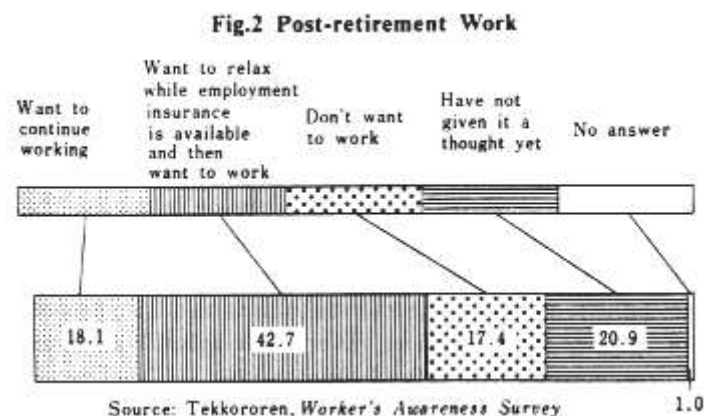 Fig.2 Post-retirement Work
Want to
continue
working
Want to relax
while employment
insurance
is available
and then
want to work
Don't want
to work
Have not
given it a
thought yet
No answer
18.1
42.7
17.4
20.9
1.0
Source: Tekkororen, Worker's Awareness Survey